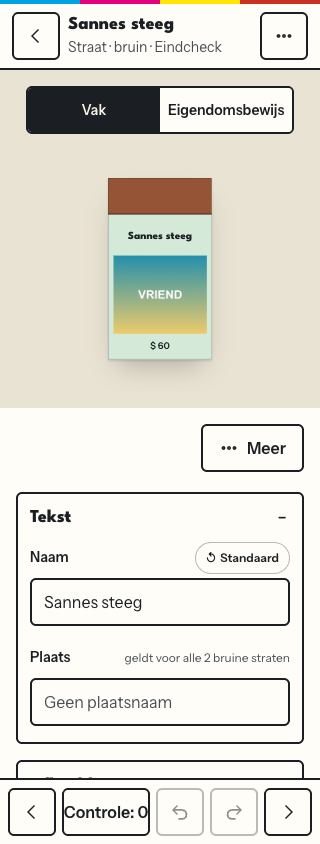 Sannes steeg
Straat·bruin·Eindcheck
Vak
Eigendomsbewijs
Sannes steeg
VRIEND
$ 60
Meer
Tekst
Naam
Standaard
Sannes steeg
Plaats
geldt voor alle 2 bruine straten
Geen plaatsnaam
Controle: 0